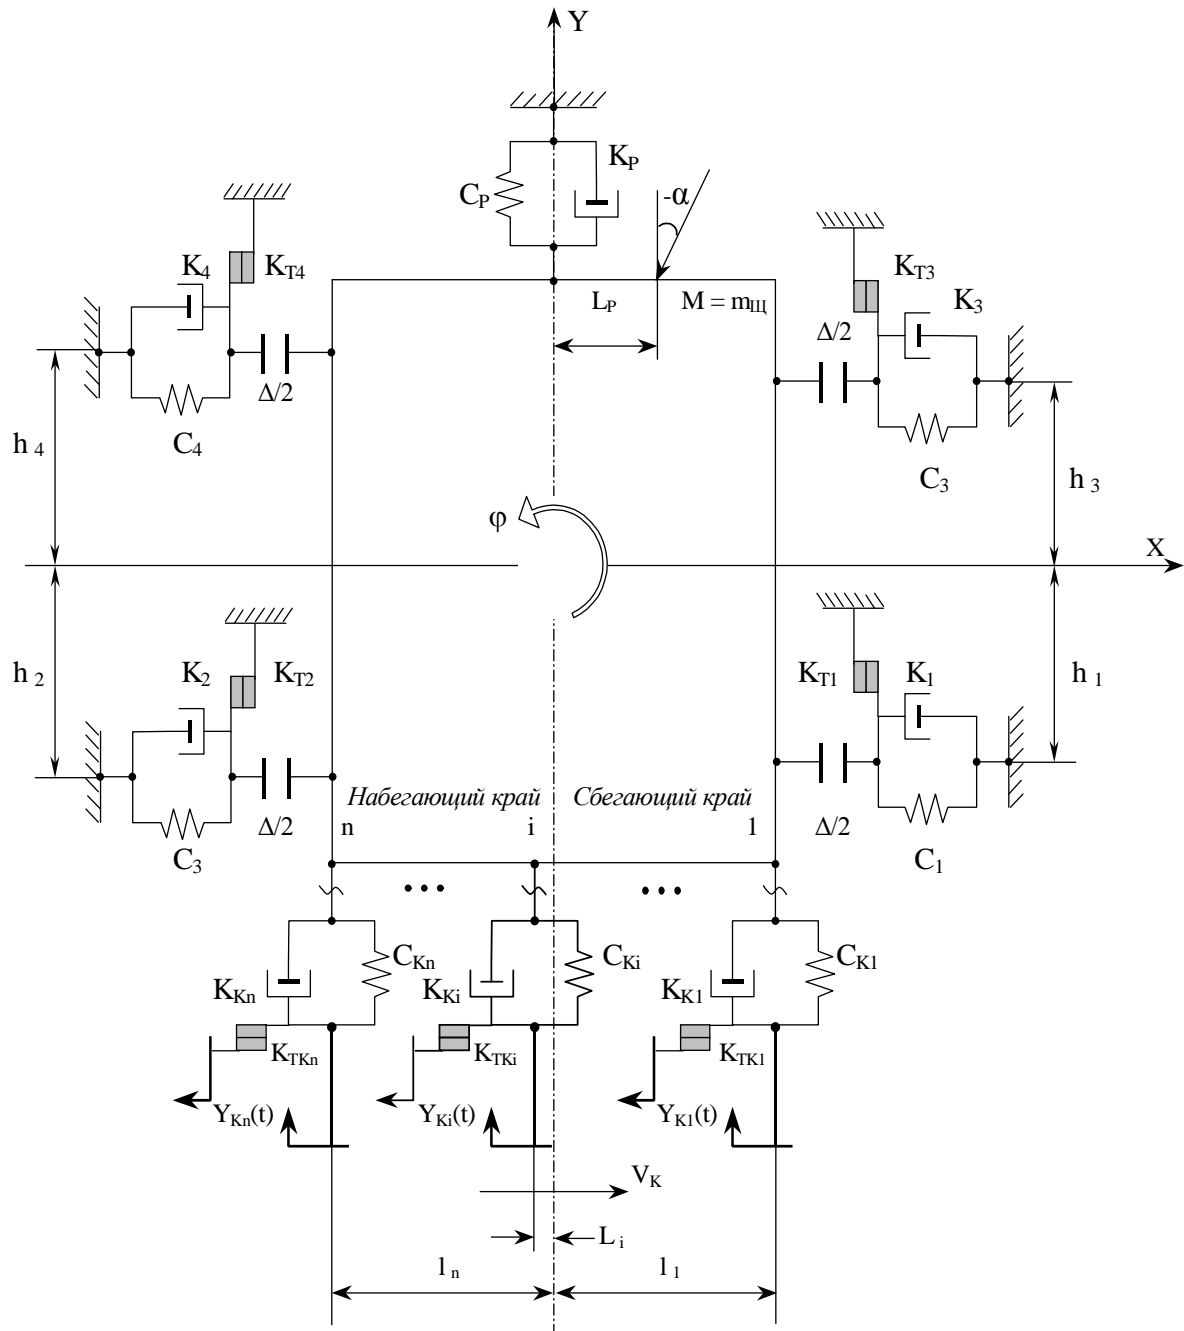 Y
K_P
C_P
-α
K_4
K_T4
K_T3
K_3
L_P
M = m_Щ
Δ/2
Δ/2
C_4
h_4
C_3
h_3
φ
X
h_2
K_2
K_T2
K_T1
K_1
h_1
Набегающий край
Сбегающий край
n
i
1
Δ/2
Δ/2
C_3
C_1
C_Kn
C_Ki
C_K1
K_Kn
K_Ki
K_K1
K_TKn
K_TKi
K_TK1
Y_Kn(t)
Y_Ki(t)
Y_K1(t)
V_K
L_i
l_n
l_1